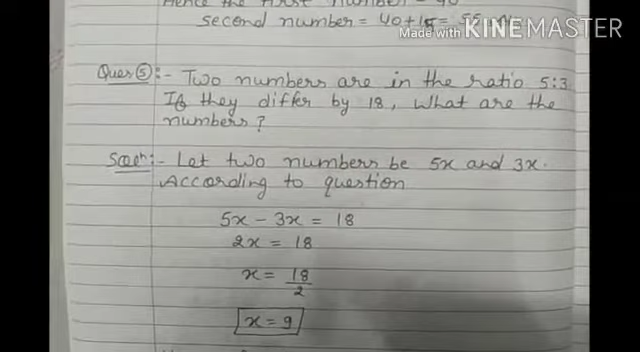 second number = 40+15 = 55
Made with KINEMASTER
Ques (5):- Two numbers are in the ratio 5:3
If they differ by 18, what are the
numbers?
Soln:- Let two numbers be 5x and 3x.
According to question
5x - 3x = 18
2x = 18
x = 18/2
x = 9